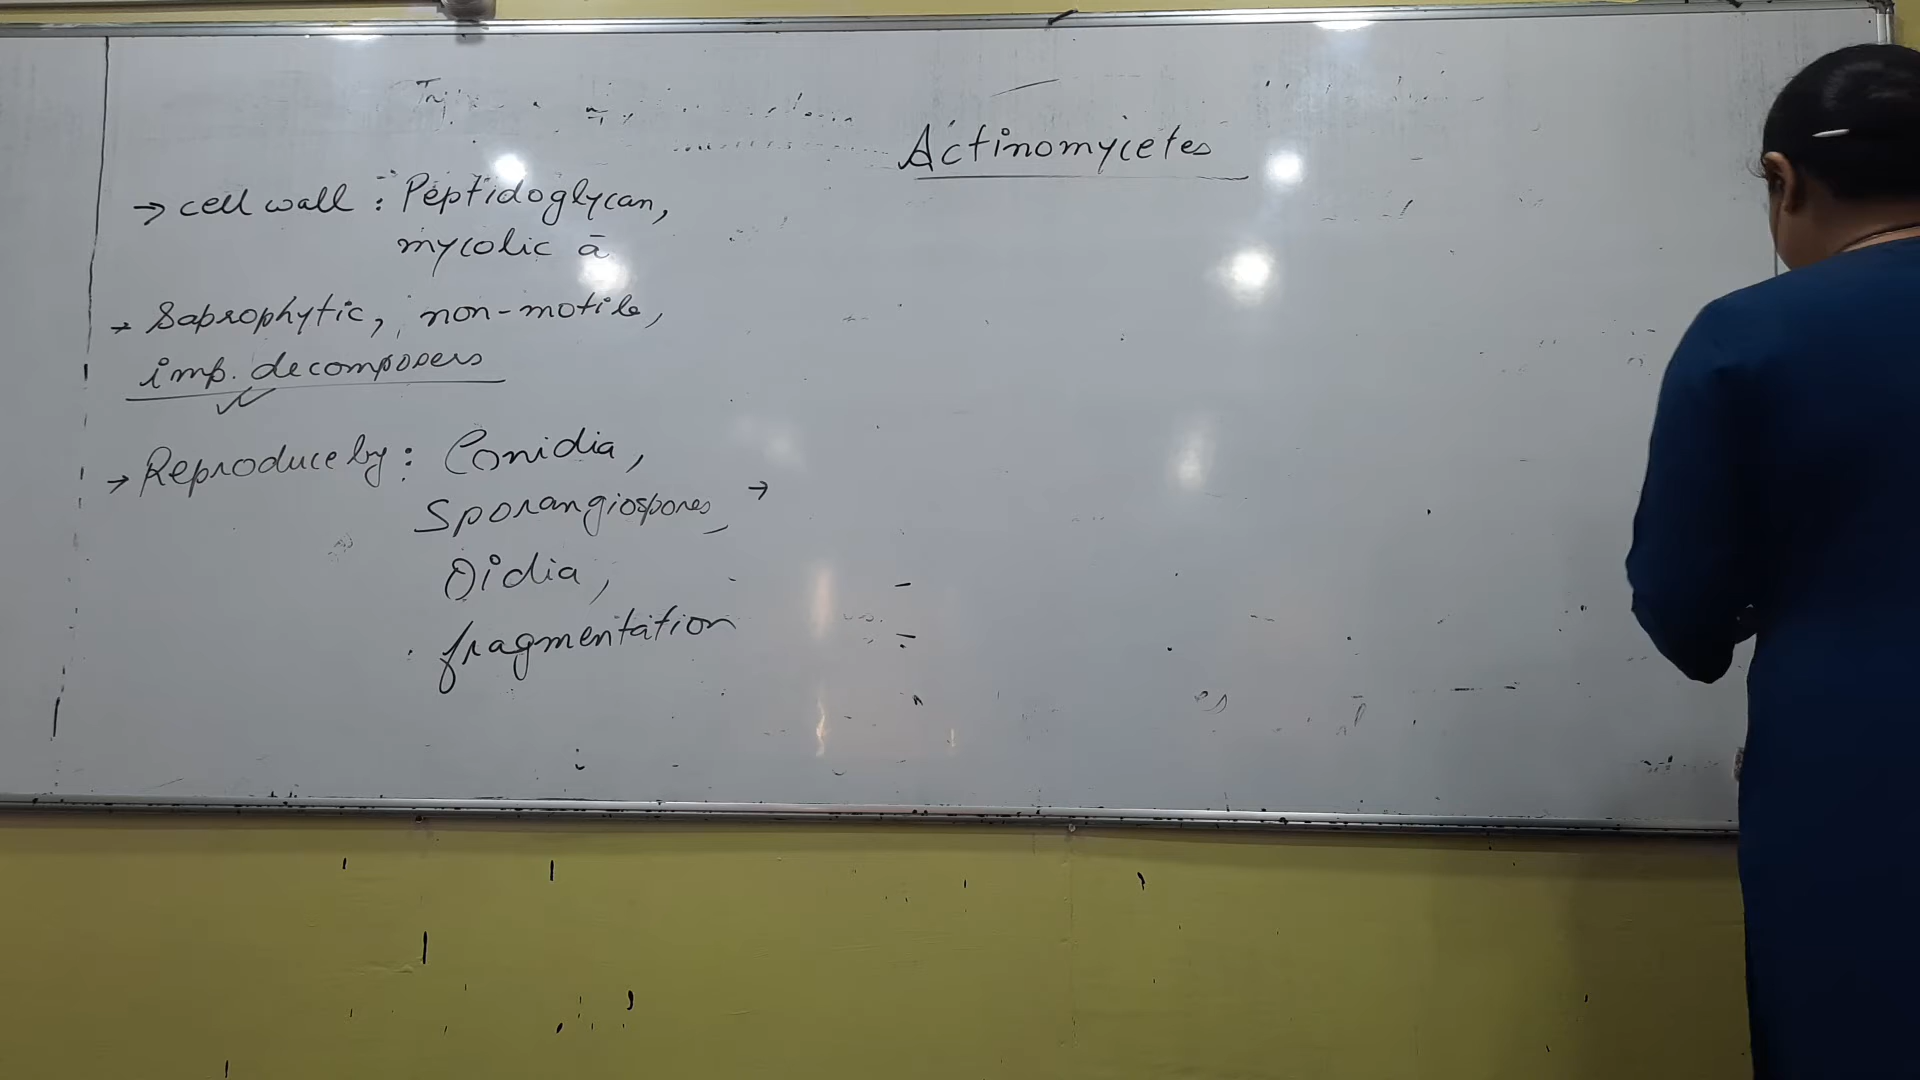 Actinomycetes
→ cell wall : Peptidoglycan,
mycolic ā
→ Saprophytic, non-motile,
imp. decomposers
→ Reproduce by : Conidia,
Sporangiospores, →
Oidia,
fragmentation